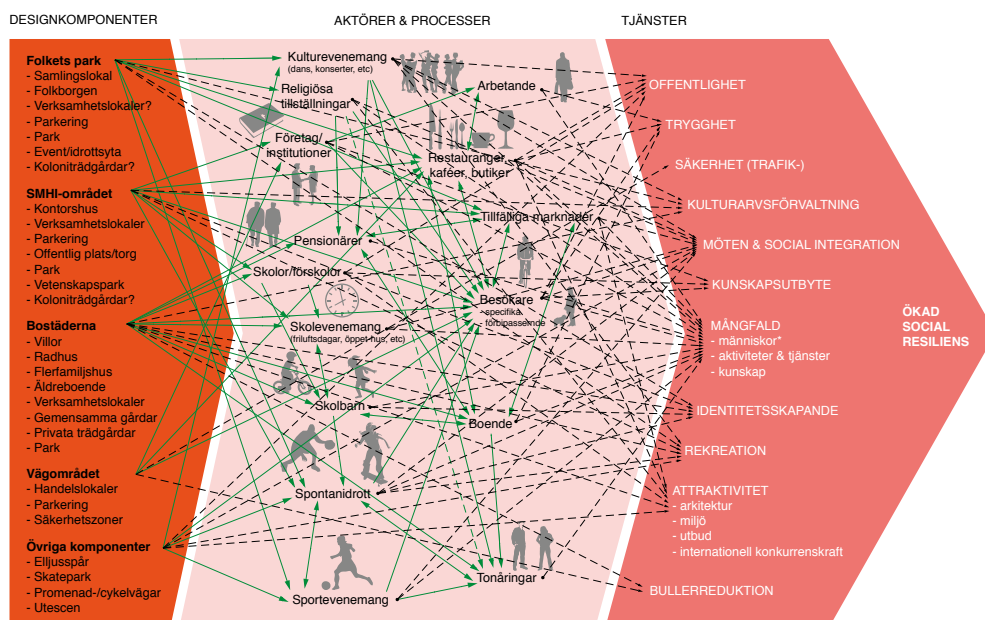 DESIGNKOMPONENTER
AKTÖRER & PROCESSER
TJÄNSTER
Folkets park
- Samlingslokal
- Folkborgen
- Verksamhetslokaler?
- Parkering
- Park
- Event/idrottsyta
- Koloniträdgårdar?
SMHI-området
- Kontorshus
- Verksamhetslokaler
- Parkering
- Offentlig plats/torg
- Park
- Vetenskapspark
- Koloniträdgårdar?
Bostäderna
- Villor
- Radhus
- Flerfamiljshus
- Äldreboende
- Verksamhetslokaler
- Gemensamma gårdar
- Privata trädgårdar
- Park
Vägområdet
- Handelslokaler
- Parkering
- Säkerhetszoner
Övriga komponenter
- Elljusspår
- Skatepark
- Promenad-/cykelvägar
- Utescen
Kulturevenemang
(dans, konserter, etc)
Religiösa
tillställningar
Företag/
institutioner
Pensionärer
Skolor/förskolor
Skolevenemang
(friluftsdagar, öppet-hus, etc)
Skolbarn
Spontanidrott
Sportevenemang
Arbetande
Restauranger,
kaféer, butiker
Tillfälliga marknader
Besökare
specifika
förbipasserande
Boende
Tonåringar
OFFENTLIGHET
TRYGGHET
SÄKERHET (TRAFIK-)
KULTURARVSFÖRVALTNING
MÖTEN & SOCIAL INTEGRATION
KUNSKAPSUTBYTE
MÅNGFALD
- människor*
- aktiviteter & tjänster
- kunskap
IDENTITETSSKAPANDE
REKREATION
ATTRAKTIVITET
- arkitektur
- miljö
- utbud
- internationell konkurrenskraft
BULLERREDUKTION
ÖKAD
SOCIAL
RESILIENS